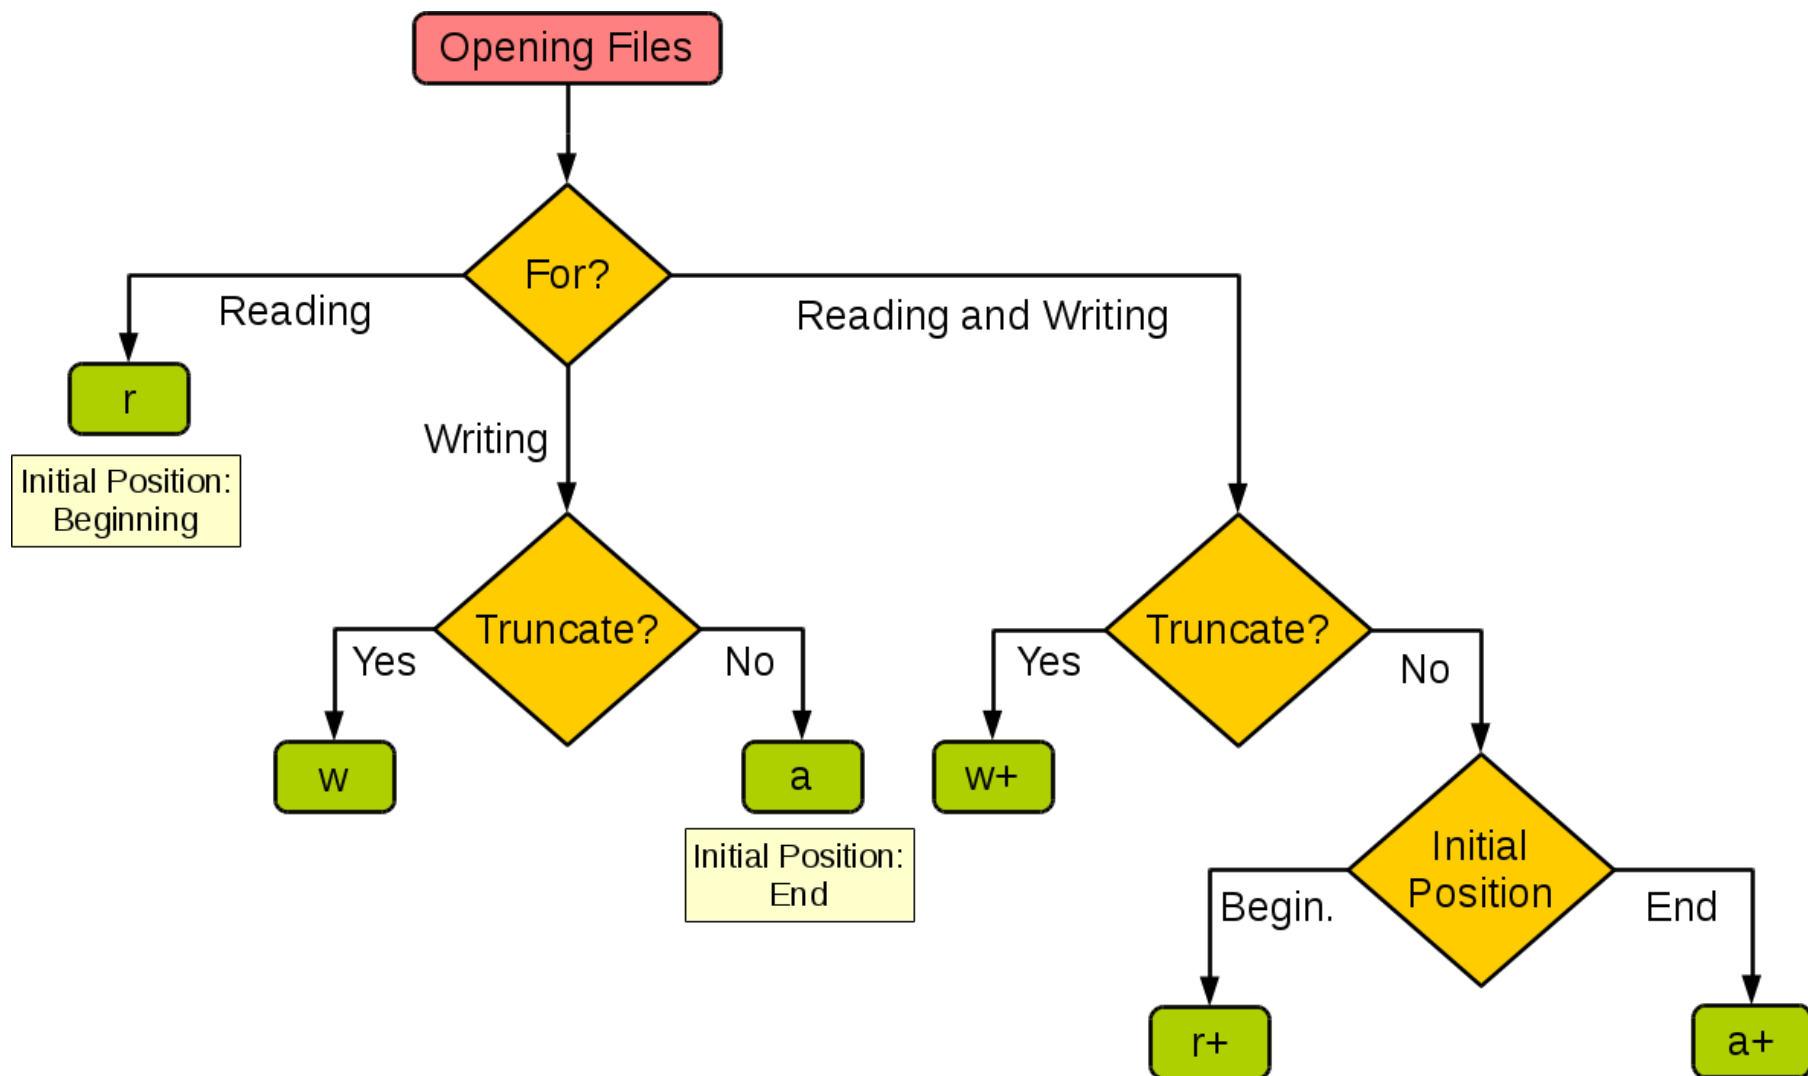 Opening Files
For?
Reading
Reading and Writing
r
Writing
Initial Position:
Beginning
Truncate?
Truncate?
Yes
No
Yes
No
w
a
w+
Initial Position:
End
Initial
Position
Begin.
End
r+
a+